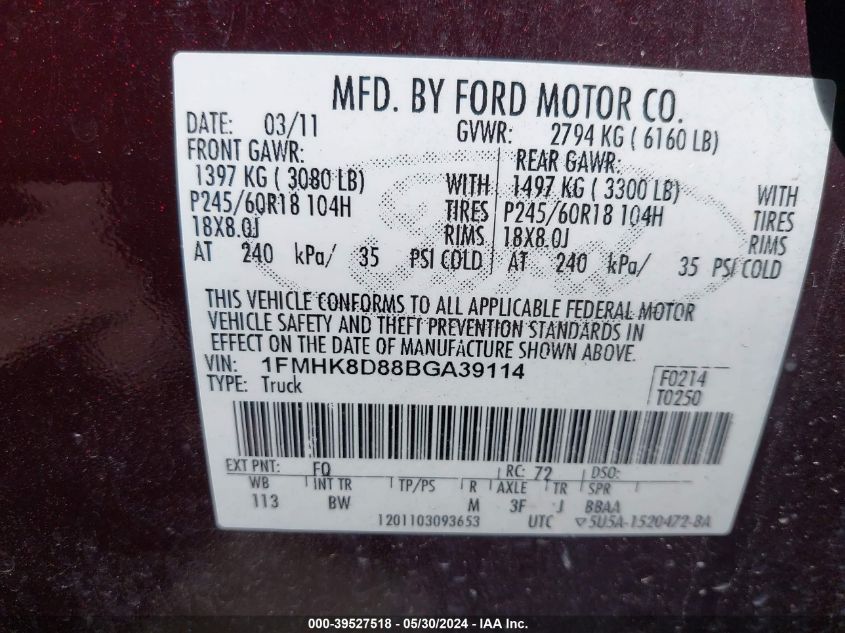 MFD. BY FORD MOTOR CO.
DATE: 03/11 GVWR: 2794 KG ( 6160 LB)
FRONT GAWR: REAR GAWR:
1397 KG ( 3080 LB) WITH 1497 KG ( 3300 LB) WITH
P245/60R18 104H TIRES P245/60R18 104H TIRES
18X8.0J RIMS 18X8.0J RIMS
AT 240 kPa/ 35 PSI COLD AT 240 kPa/ 35 PSI COLD
THIS VEHICLE CONFORMS TO ALL APPLICABLE FEDERAL MOTOR
VEHICLE SAFETY AND THEFT PREVENTION STANDARDS IN
EFFECT ON THE DATE OF MANUFACTURE SHOWN ABOVE.
VIN: 1FMHK8D88BGA39114
TYPE: Truck
F0214
T0250
EXT PNT: FQ RC: 72 DSO:
WB INT TR TP/PS R AXLE TR SPR
113 BW M 3F J BBAA
1201103093653 UTC ▽5U5A-1520472-BA
000-39527518 - 05/30/2024 - IAA Inc.